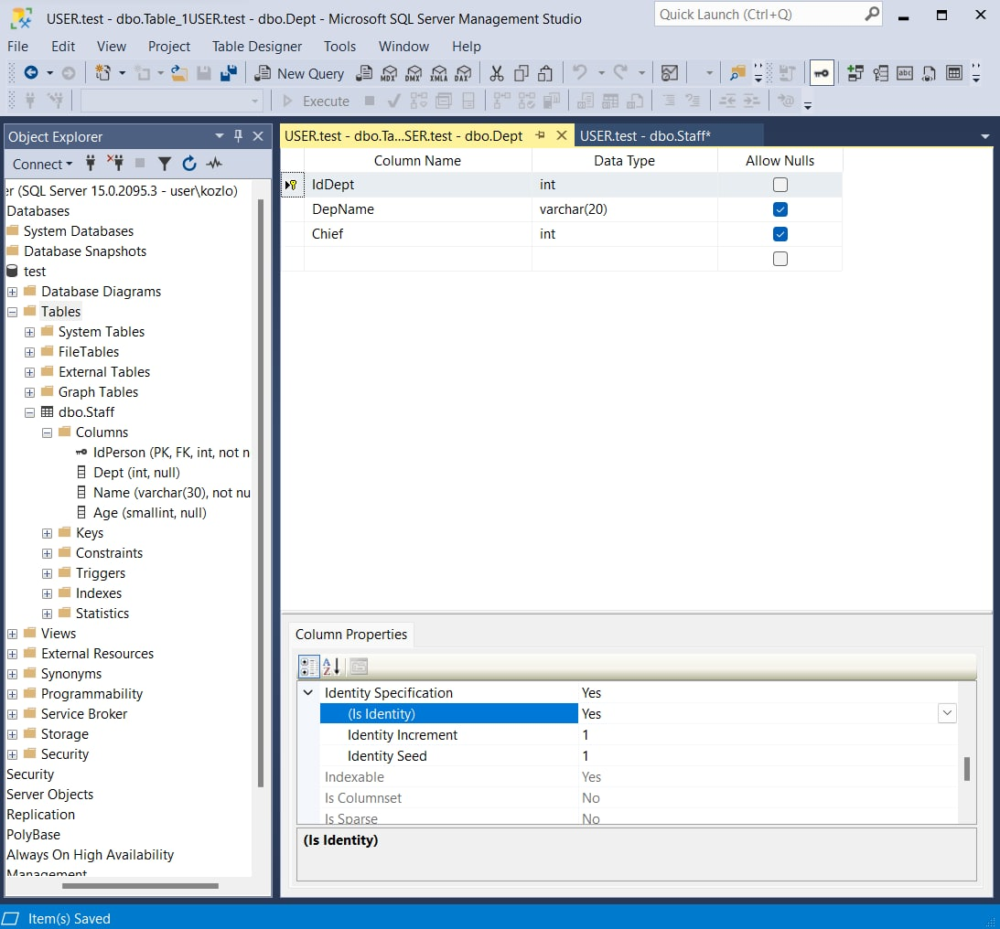 USER.test - dbo.Table_1USER.test - dbo.Dept - Microsoft SQL Server Management Studio
Quick Launch (Ctrl+Q)
File Edit View Project Table Designer Tools Window Help
New Query MDX DMX XMLA DAX abc
Execute
Object Explorer
Connect
er (SQL Server 15.0.2095.3 - user\kozlo)
Databases
System Databases
Database Snapshots
test
Database Diagrams
Tables
System Tables
FileTables
External Tables
Graph Tables
dbo.Staff
Columns
IdPerson (PK, FK, int, not n
Dept (int, null)
Name (varchar(30), not nu
Age (smallint, null)
Keys
Constraints
Triggers
Indexes
Statistics
Views
External Resources
Synonyms
Programmability
Service Broker
Storage
Security
Security
Server Objects
Replication
PolyBase
Always On High Availability
Management
USER.test - dbo.Ta...SER.test - dbo.Dept
USER.test - dbo.Staff*
Column Name Data Type Allow Nulls
IdDept int
DepName varchar(20)
Chief int
Column Properties
A Z
Identity Specification Yes
(Is Identity) Yes
Identity Increment 1
Identity Seed 1
Indexable Yes
Is Columnset No
Is Sparse No
(Is Identity)
Item(s) Saved